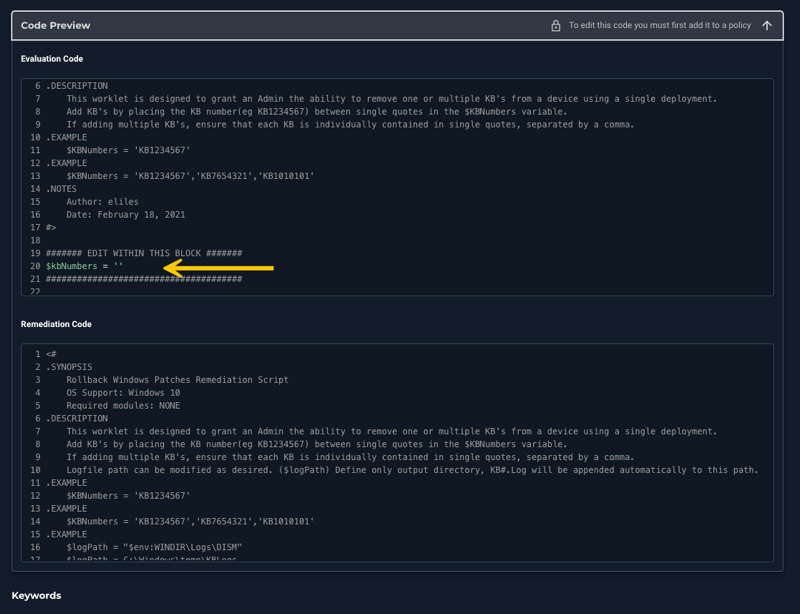 Code Preview
To edit this code you must first add it to a policy
Evaluation Code
6 .DESCRIPTION
7 This worklet is designed to grant an Admin the ability to remove one or multiple KB's from a device using a single deployment.
8 Add KB's by placing the KB number(eg KB1234567) between single quotes in the $KBNumbers variable.
9 If adding multiple KB's, ensure that each KB is individually contained in single quotes, separated by a comma.
10 .EXAMPLE
11 $KBNumbers = 'KB1234567'
12 .EXAMPLE
13 $KBNumbers = 'KB1234567','KB7654321','KB1010101'
14 .NOTES
15 Author: eliles
16 Date: February 18, 2021
17 #>
18
19 ####### EDIT WITHIN THIS BLOCK #######
20 $kbNumbers = ''
21 ######################################
22
Remediation Code
1 <#
2 .SYNOPSIS
3 Rollback Windows Patches Remediation Script
4 OS Support: Windows 10
5 Required modules: NONE
6 .DESCRIPTION
7 This worklet is designed to grant an Admin the ability to remove one or multiple KB's from a device using a single deployment.
8 Add KB's by placing the KB number(eg KB1234567) between single quotes in the $KBNumbers variable.
9 If adding multiple KB's, ensure that each KB is individually contained in single quotes, separated by a comma.
10 Logfile path can be modified as desired. ($logPath) Define only output directory, KB#.Log will be appended automatically to this path.
11 .EXAMPLE
12 $KBNumbers = 'KB1234567'
13 .EXAMPLE
14 $KBNumbers = 'KB1234567','KB7654321','KB1010101'
15 .EXAMPLE
16 $logPath = "$env:WINDIR\Logs\DISM"
17 $logPath = C:\Windows\temp\KBLogs
Keywords